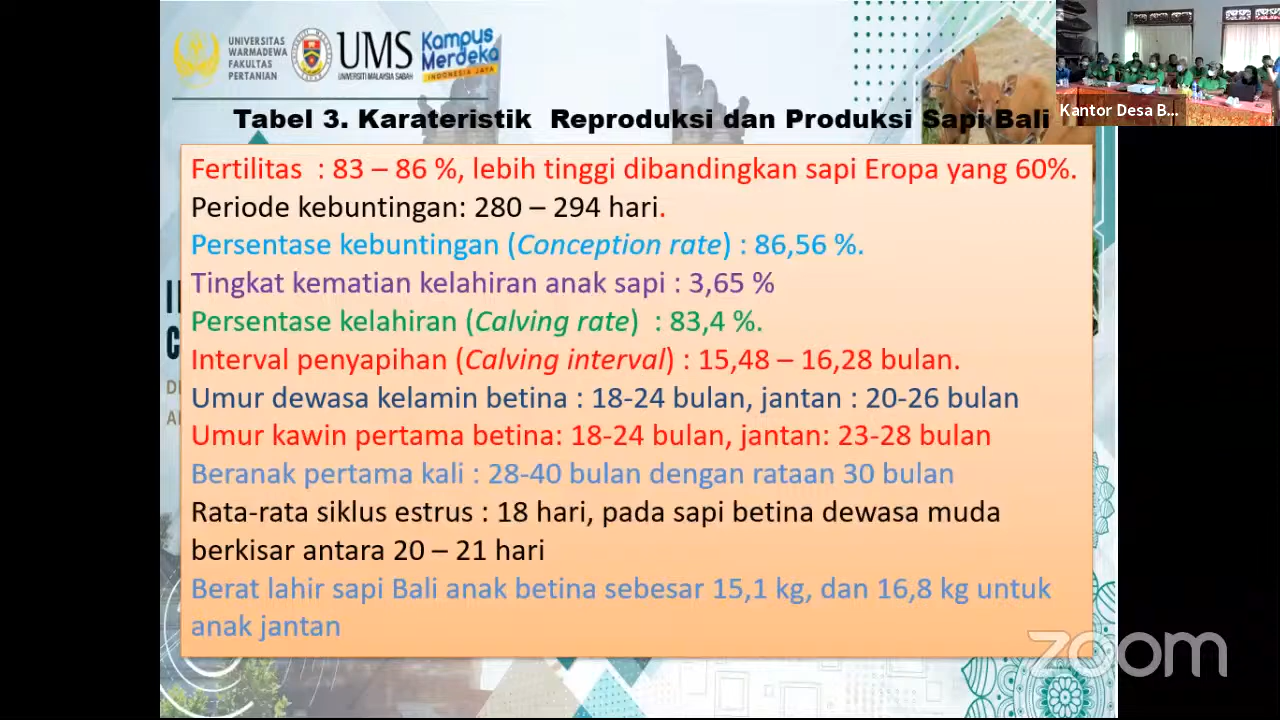 UNIVERSITAS
WARMADEWA
FAKULTAS
PERTANIAN
UMS
UNIVERSITI MALAYSIA SABAH
Kampus
Merdeka
INDONESIA JAYA
Kantor Desa B...
Tabel 3. Karateristik Reproduksi dan Produksi Sapi Bali
Fertilitas : 83 – 86 %, lebih tinggi dibandingkan sapi Eropa yang 60%.
Periode kebuntingan: 280 – 294 hari.
Persentase kebuntingan (Conception rate) : 86,56 %.
Tingkat kematian kelahiran anak sapi : 3,65 %
Persentase kelahiran (Calving rate) : 83,4 %.
Interval penyapihan (Calving interval) : 15,48 – 16,28 bulan.
Umur dewasa kelamin betina : 18-24 bulan, jantan : 20-26 bulan
Umur kawin pertama betina: 18-24 bulan, jantan: 23-28 bulan
Beranak pertama kali : 28-40 bulan dengan rataan 30 bulan
Rata-rata siklus estrus : 18 hari, pada sapi betina dewasa muda
berkisar antara 20 – 21 hari
Berat lahir sapi Bali anak betina sebesar 15,1 kg, dan 16,8 kg untuk
anak jantan
zoom